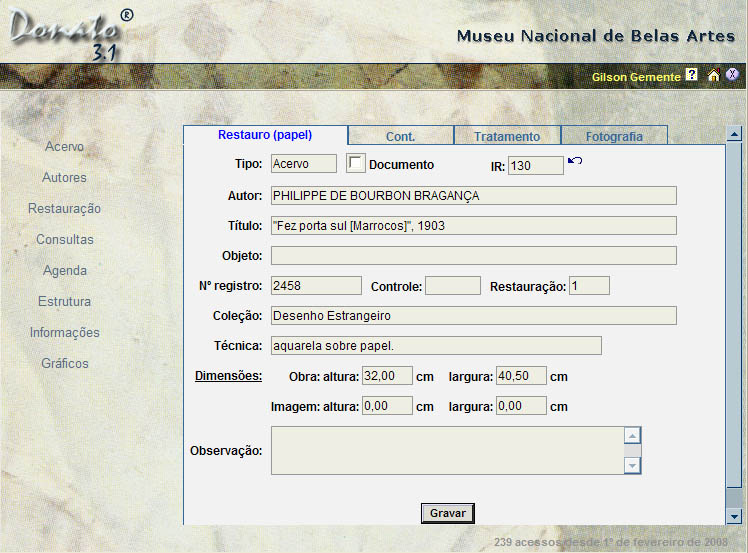 Donato®
3.1
Museu Nacional de Belas Artes
Gilson Gemente ? X
Acervo
Autores
Restauração
Consultas
Agenda
Estrutura
Informações
Gráficos
Restauro (papel) Cont. Tratamento Fotografia
Tipo: Acervo Documento IR: 130
Autor: PHILIPPE DE BOURBON BRAGANÇA
Título: "Fez porta sul [Marrocos]", 1903
Objeto:
Nº registro: 2458 Controle: Restauração: 1
Coleção: Desenho Estrangeiro
Técnica: aquarela sobre papel.
Dimensões: Obra: altura: 32,00 cm largura: 40,50 cm
Imagem: altura: 0,00 cm largura: 0,00 cm
Observação:
Gravar
239 acessos desde 1º de fevereiro de 2008